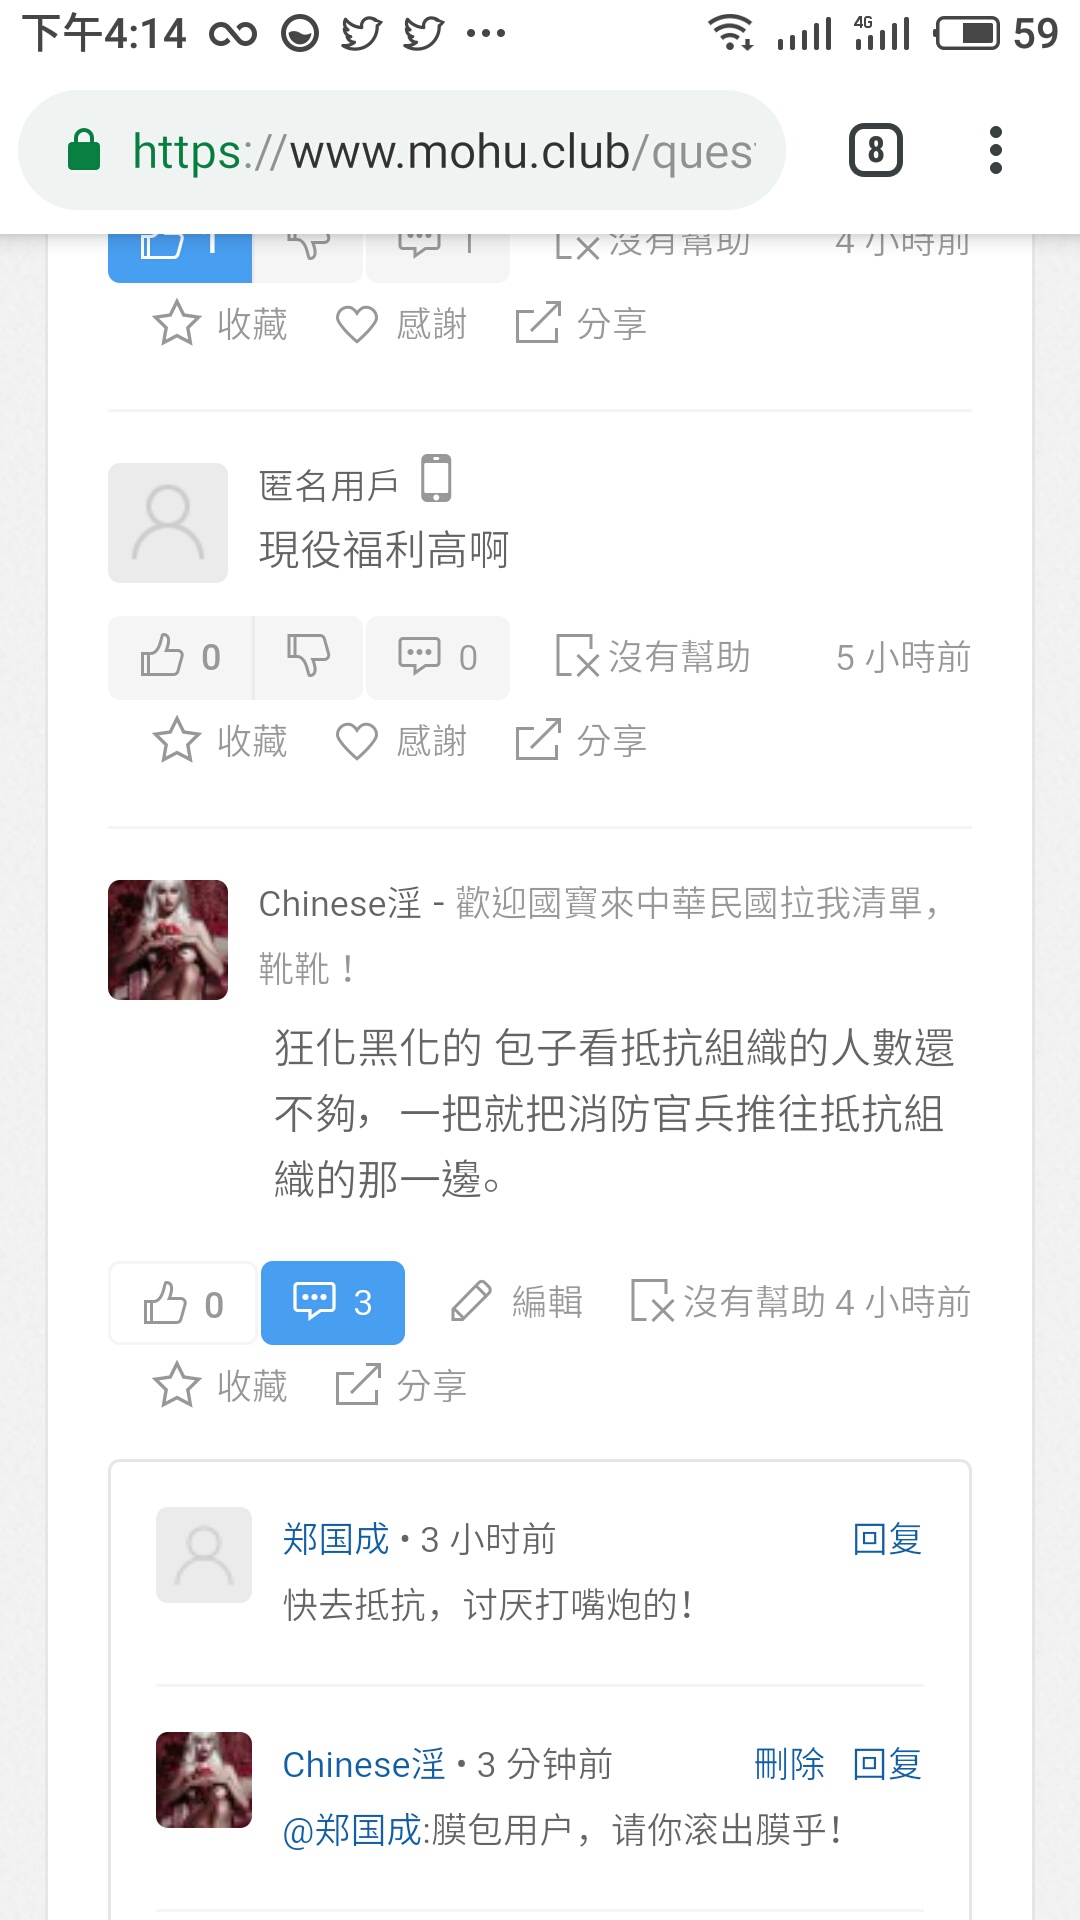 下午4:14 4G 59
https://www.mohu.club/ques
8
1 1 沒有幫助 4 小時前
收藏 感謝 分享
匿名用戶
現役福利高啊
0 0 沒有幫助 5 小時前
收藏 感謝 分享
Chinese淫 - 歡迎國寶來中華民國拉我清單，
靴靴！
狂化黑化的 包子看抵抗組織的人數還
不夠，一把就把消防官兵推往抵抗組
織的那一邊。
0 3 編輯 沒有幫助 4 小時前
收藏 分享
郑国成 • 3 小时前 回复
快去抵抗，讨厌打嘴炮的！
Chinese淫 • 3 分钟前 刪除 回复
@郑国成:膜包用户，请你滚出膜乎！